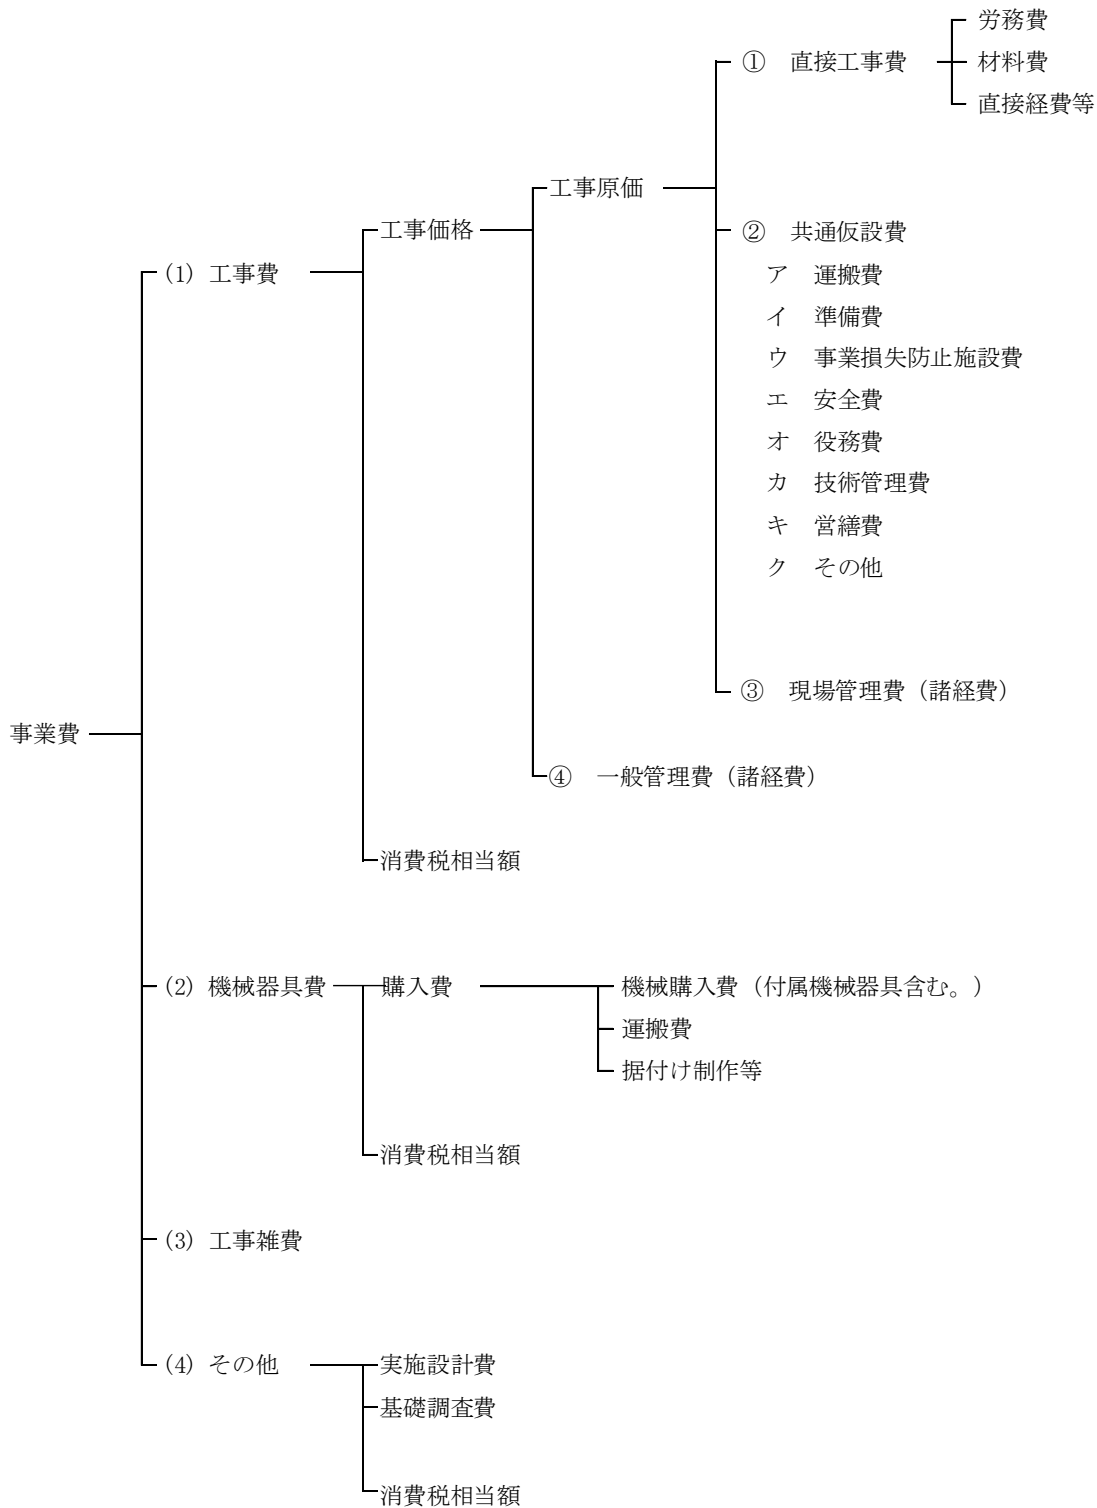 労務費
① 直接工事費
材料費
直接経費等
工事原価
工事価格
② 共通仮設費
(1) 工事費
ア 運搬費
イ 準備費
ウ 事業損失防止施設費
エ 安全費
オ 役務費
カ 技術管理費
キ 営繕費
ク その他
③ 現場管理費（諸経費）
事業費
④ 一般管理費（諸経費）
消費税相当額
(2) 機械器具費
購入費
機械購入費（付属機械器具含む。）
運搬費
据付け制作等
消費税相当額
(3) 工事雑費
(4) その他
実施設計費
基礎調査費
消費税相当額